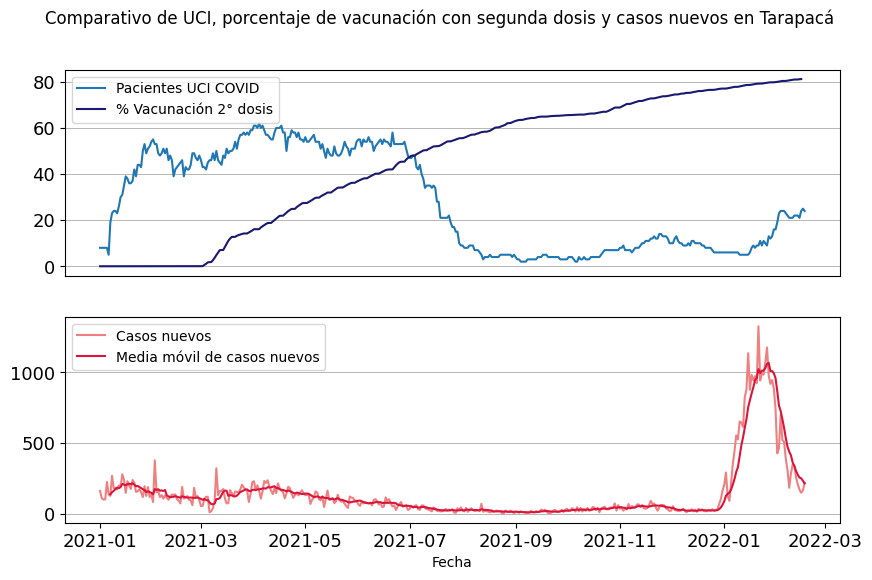 Comparativo de UCI, porcentaje de vacunación con segunda dosis y casos nuevos en Tarapacá
80
60
40
20
0
Pacientes UCI COVID
% Vacunación 2° dosis
1000
500
0
Casos nuevos
Media móvil de casos nuevos
2021-01 2021-03 2021-05 2021-07 2021-09 2021-11 2022-01 2022-03
Fecha